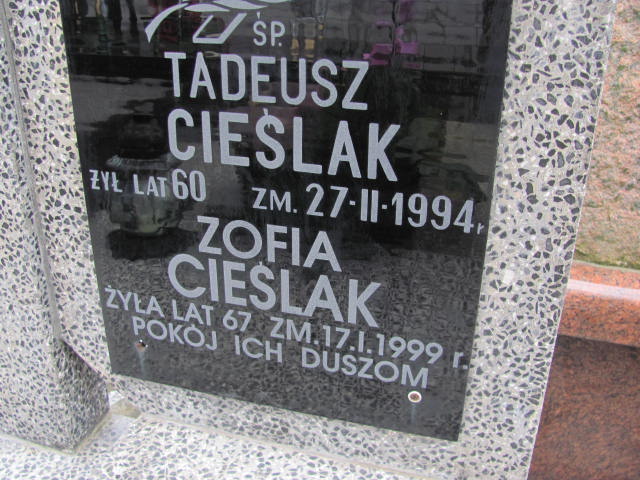 ŚP.
TADEUSZ
CIEŚLAK
ŻYŁ LAT 60 ZM. 27-II-1994r
ZOFIA
CIEŚLAK
ŻYŁA LAT 67 ZM. 17.I.1999 r.
POKÓJ ICH DUSZOM